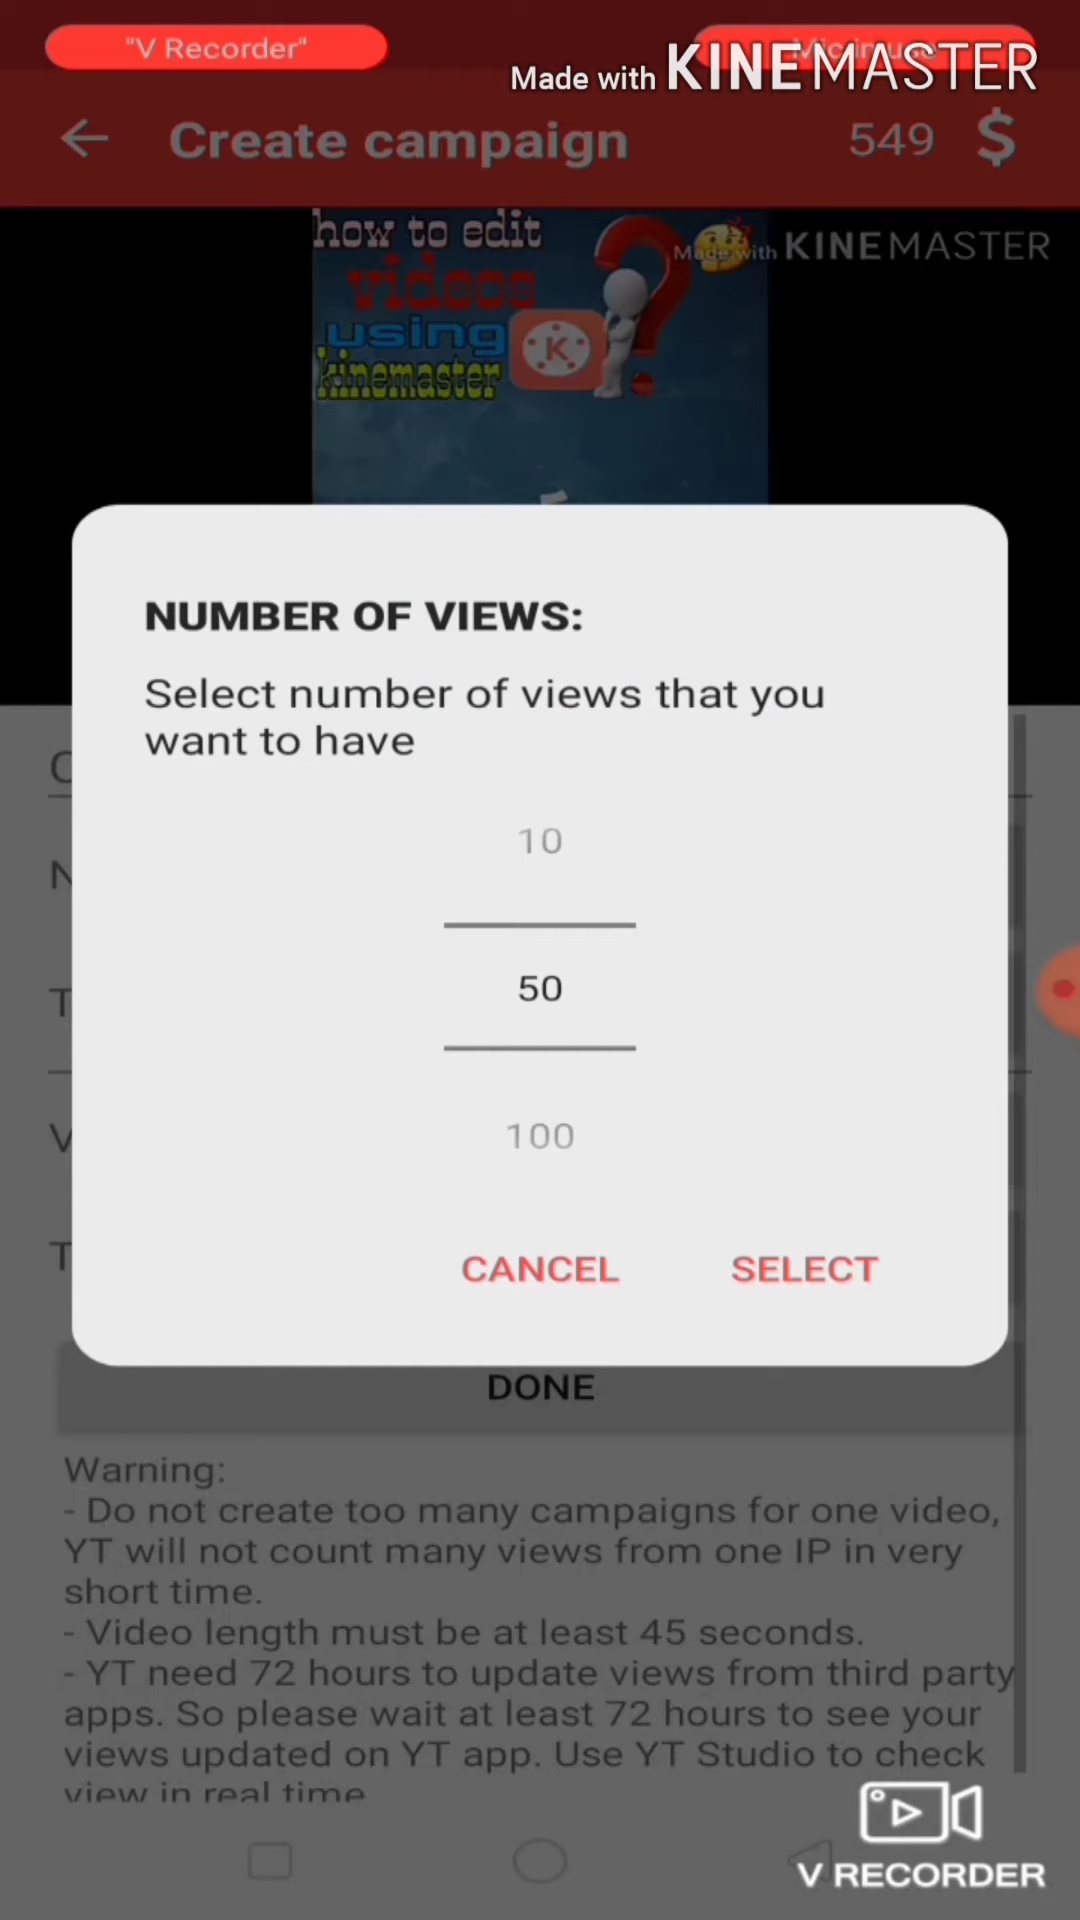 "V Recorder"
Mic in use
Made with KINEMASTER
Create campaign
549 $
how to edit
videos
using
kinemaster
K
Made with KINEMASTER
NUMBER OF VIEWS:
Select number of views that you
want to have
10
50
100
CANCEL
SELECT
DONE
Warning:
- Do not create too many campaigns for one video,
YT will not count many views from one IP in very
short time.
- Video length must be at least 45 seconds.
- YT need 72 hours to update views from third party
apps. So please wait at least 72 hours to see your
views updated on YT app. Use YT Studio to check
view in real time
V RECORDER